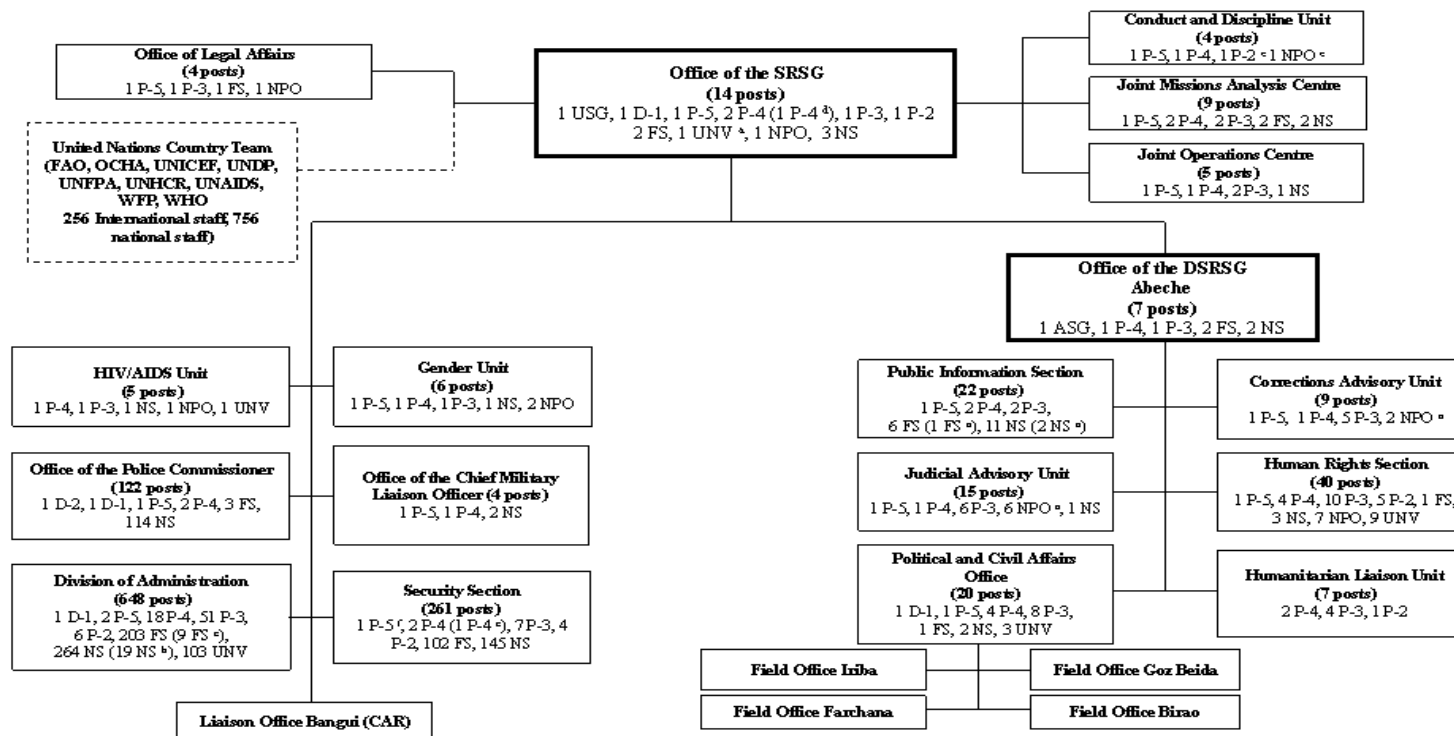 Office of Legal Affairs
(4 posts)
1 P-5, 1 P-3, 1 FS, 1 NPO
United Nations Country Team
(FAO, OCHA, UNICEF, UNDP,
UNFPA, UNHCR, UNAIDS,
WFP, WHO
256 International staff, 756
national staff)
Office of the SRSG
(14 posts)
1 USG, 1 D-1, 1 P-5, 2 P-4 (1 P-4 ᵈ), 1 P-3, 1 P-2
2 FS, 1 UNV, 1 NPO, 3 NS
Conduct and Discipline Unit
(4 posts)
1 P-5, 1 P-4, 1 P-2 1 NPO
Joint Missions Analysis Centre
(9 posts)
1 P-5, 2 P-4, 2 P-3, 2 FS, 2 NS
Joint Operations Centre
(5 posts)
1 P-5, 1 P-4, 2 P-3, 1 NS
Office of the DSRSG
Abeche
(7 posts)
1 ASG, 1 P-4, 1 P-3, 2 FS, 2 NS
HIV/AIDS Unit
(5 posts)
1 P-4, 1 P-3, 1 NS, 1 NPO, 1 UNV
Gender Unit
(6 posts)
1 P-5, 1 P-4, 1 P-3, 1 NS, 2 NPO
Office of the Police Commissioner
(122 posts)
1 D-2, 1 D-1, 1 P-5, 2 P-4, 3 FS,
114 NS
Office of the Chief Military
Liaison Officer (4 posts)
1 P-5, 1 P-4, 2 NS
Division of Administration
(648 posts)
1 D-1, 2 P-5, 18 P-4, 51 P-3,
6 P-2, 203 FS (9 FS),
264 NS (19 NS ᵇ), 103 UNV
Security Section
(261 posts)
1 P-5 ᶠ, 2 P-4 (1 P-4), 7 P-3, 4
P-2, 102 FS, 145 NS
Liaison Office Bangui (CAR)
Public Information Section
(22 posts)
1 P-5, 2 P-4, 2 P-3,
6 FS (1 FS), 11 NS (2 NS)
Corrections Advisory Unit
(9 posts)
1 P-5, 1 P-4, 5 P-3, 2 NPO
Judicial Advisory Unit
(15 posts)
1 P-5, 1 P-4, 6 P-3, 6 NPO, 1 NS
Human Rights Section
(40 posts)
1 P-5, 4 P-4, 10 P-3, 5 P-2, 1 FS,
3 NS, 7 NPO, 9 UNV
Political and Civil Affairs
Office
(20 posts)
1 D-1, 1 P-5, 4 P-4, 8 P-3,
1 FS, 2 NS, 3 UNV
Humanitarian Liaison Unit
(7 posts)
2 P-4, 4 P-3, 1 P-2
Field Office Iriba
Field Office Goz Beida
Field Office Farchana
Field Office Birao